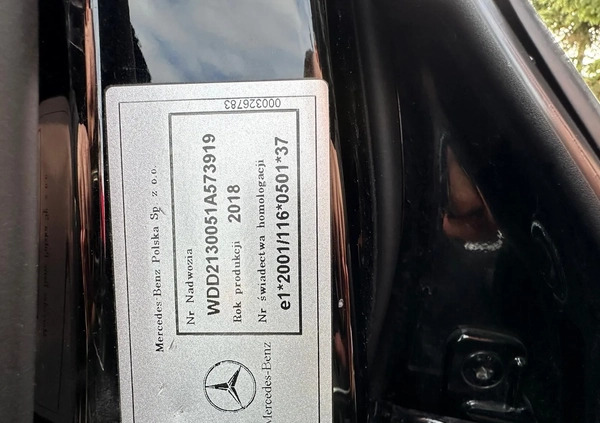 Mercedes-Benz Polska Sp. z o.o.
Nr Nadwozia
WDD2130051A573919
Rok produkcji 2018
Nr świadectwa homologacji
e1*2001/116*0501*37
000326783
Mercedes-Benz